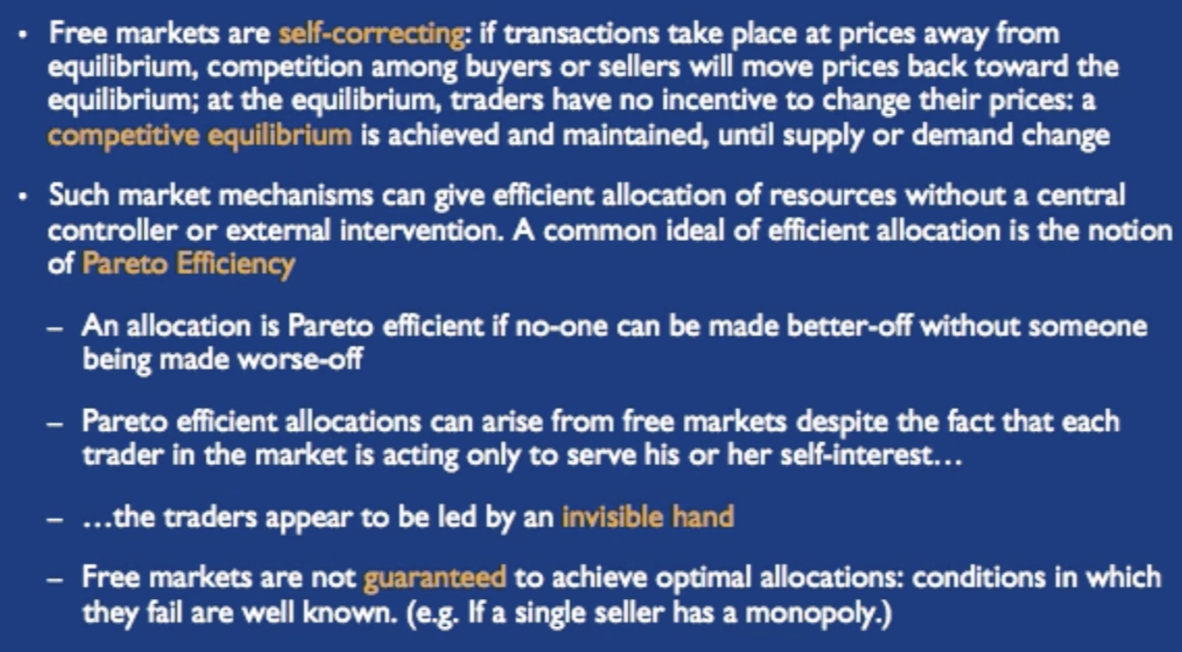 • Free markets are self-correcting: if transactions take place at prices away from
equilibrium, competition among buyers or sellers will move prices back toward the
equilibrium; at the equilibrium, traders have no incentive to change their prices: a
competitive equilibrium is achieved and maintained, until supply or demand change
• Such market mechanisms can give efficient allocation of resources without a central
controller or external intervention. A common ideal of efficient allocation is the notion
of Pareto Efficiency
– An allocation is Pareto efficient if no-one can be made better-off without someone
being made worse-off
– Pareto efficient allocations can arise from free markets despite the fact that each
trader in the market is acting only to serve his or her self-interest…
– …the traders appear to be led by an invisible hand
– Free markets are not guaranteed to achieve optimal allocations: conditions in which
they fail are well known. (e.g. If a single seller has a monopoly.)